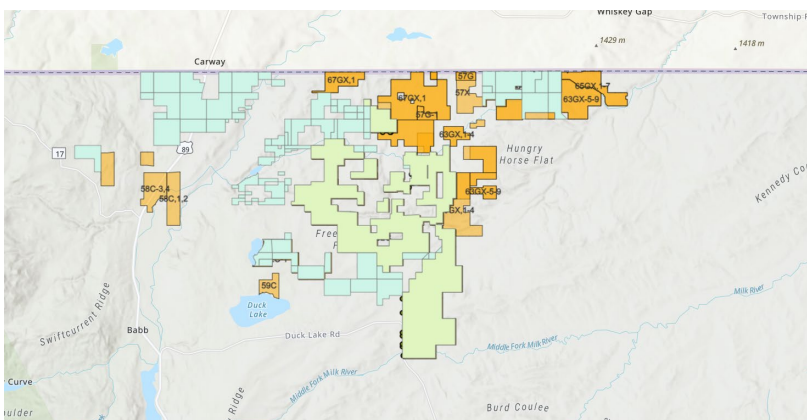 Whiskey Gap
Township R
1429 m
1418 m
Carway
67GX,1
67GX,1
57G
57X
57G-1
65GX,1-7
63GX-5-9
63GX,1-4
17
89
Hungry
Horse Flat
Kennedy Cou
58C-3,4
58C,1,2
63GX-5-9
GX,1-4
Free
59C
Duck
Lake
Swiftcurrent Ridge
Babb
Duck Lake Rd
Milk River
Middle Fork Milk River
Middle Fork Milk River
Curve
oulder
Ridge
Burd Coulee